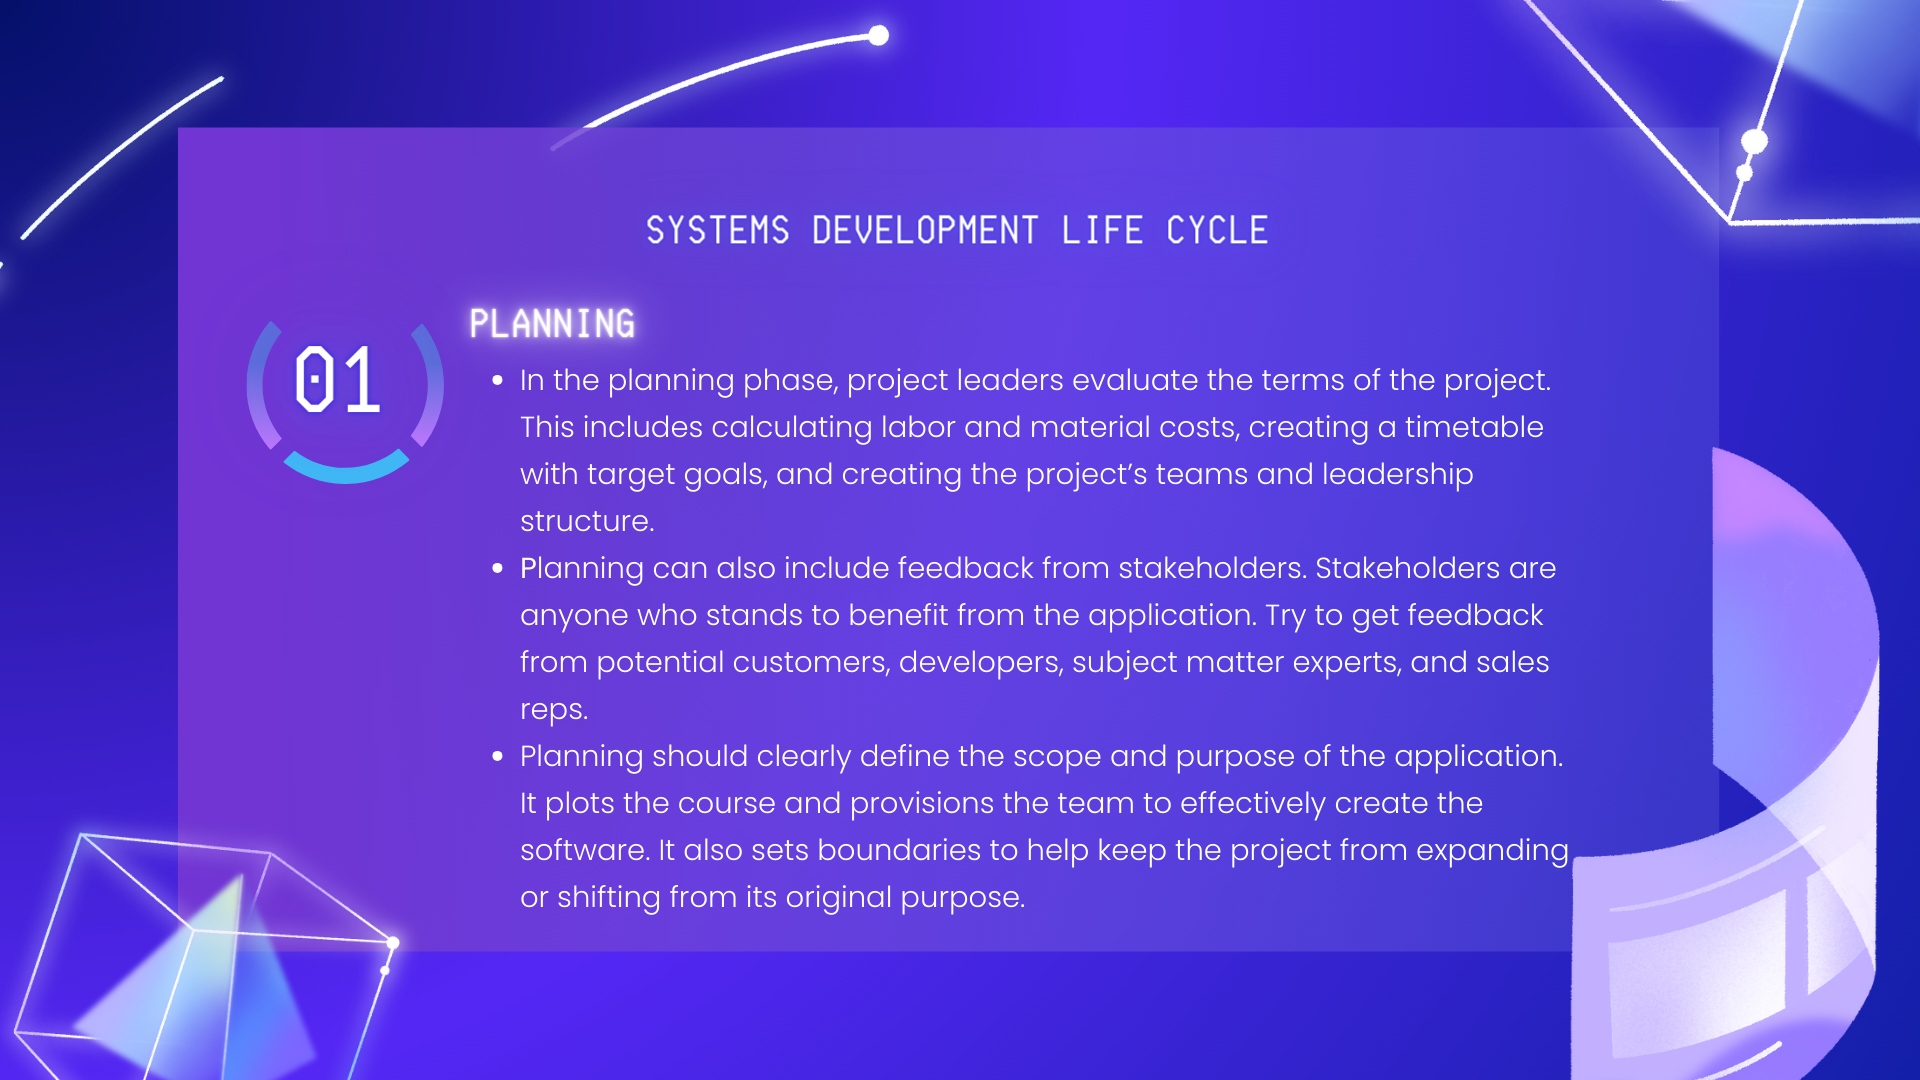 SYSTEMS DEVELOPMENT LIFE CYCLE
01
PLANNING
• In the planning phase, project leaders evaluate the terms of the project.
This includes calculating labor and material costs, creating a timetable
with target goals, and creating the project’s teams and leadership
structure.
• Planning can also include feedback from stakeholders. Stakeholders are
anyone who stands to benefit from the application. Try to get feedback
from potential customers, developers, subject matter experts, and sales
reps.
• Planning should clearly define the scope and purpose of the application.
It plots the course and provisions the team to effectively create the
software. It also sets boundaries to help keep the project from expanding
or shifting from its original purpose.